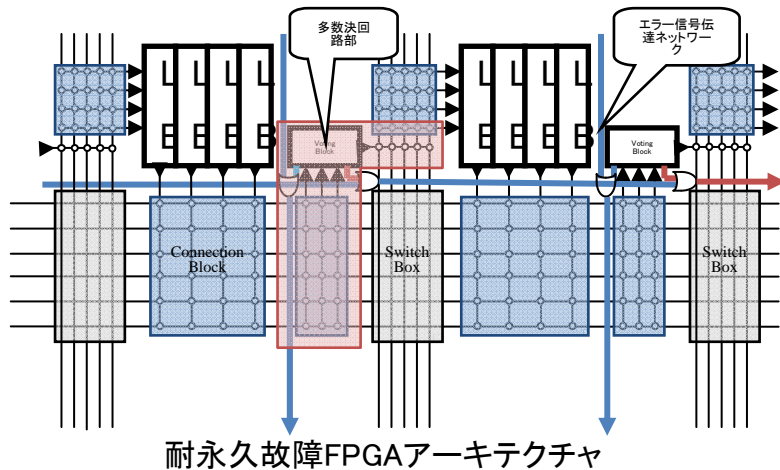 多数決回
路部
エラー信号伝
達ネットワー
ク
L L L L
B B B B
L L L L
B B B B
Voting
Block
Voting
Block
Connection
Block
Switch
Box
Switch
Box
耐永久故障FPGAアーキテクチャ